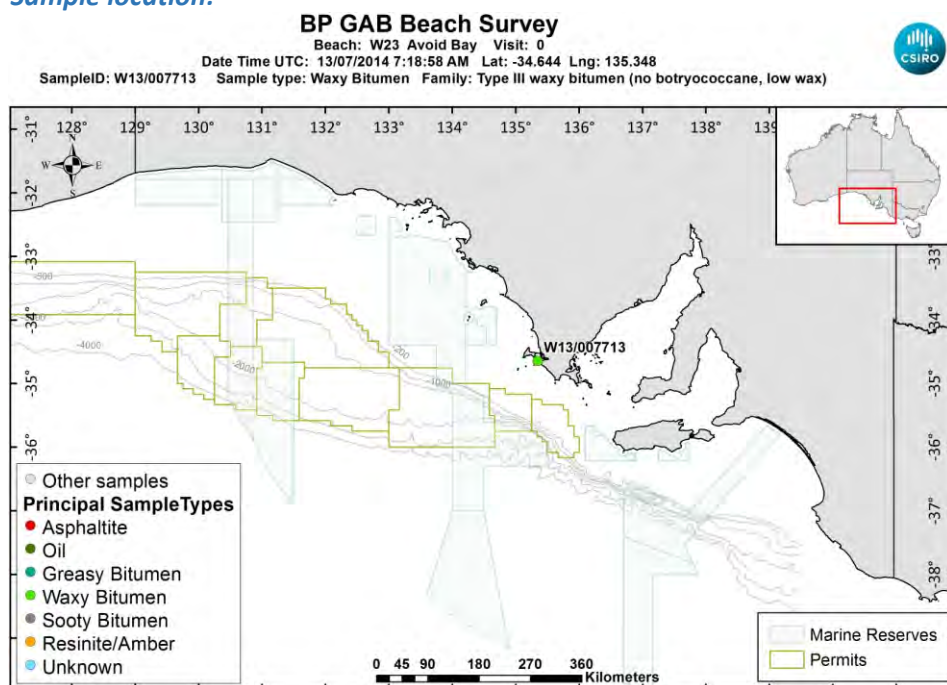 Sample location:
BP GAB Beach Survey
Beach: W23 Avoid Bay Visit: 0
Date Time UTC: 13/07/2014 7:18:58 AM Lat: -34.644 Lng: 135.348
SampleID: W13/007713 Sample type: Waxy Bitumen Family: Type III waxy bitumen (no botryococcane, low wax)
CSIRO
128° 129° 130° 131° 132° 133° 134° 135° 136° 137° 138° 139
N
W E
S
-31°
-32°
-33°
-34°
-35°
-36°
-33°
-34°
-35°
-36°
-37°
-38°
-200
-1000
-2000
-4000
W13/007713
Other samples
Principal SampleTypes
Asphaltite
Oil
Greasy Bitumen
Waxy Bitumen
Sooty Bitumen
Resinite/Amber
Unknown
0 45 90 180 270 360
Kilometers
Marine Reserves
Permits